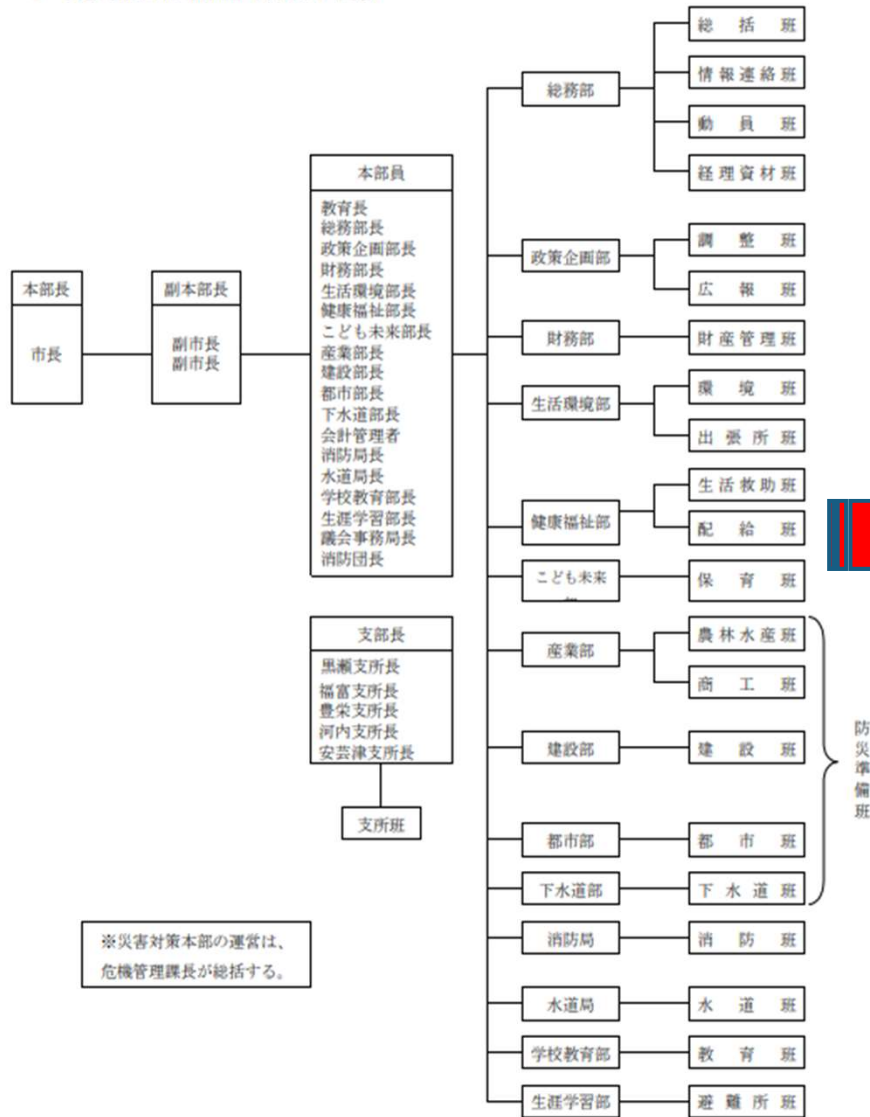 本部長
市長
副本部長
副市長
副市長
本部員
教育長
総務部長
政策企画部長
財務部長
生活環境部長
健康福祉部長
こども未来部長
産業部長
建設部長
都市部長
下水道部長
会計管理者
消防局長
水道局長
学校教育部長
生涯学習部長
議会事務局長
消防団長
支部長
黒瀬支所長
福富支所長
豊栄支所長
河内支所長
安芸津支所長
支所班
※災害対策本部の運営は、
危機管理課長が総括する。
総務部
総括班
情報連絡班
動員班
経理資材班
政策企画部
調整班
広報班
財務部
財産管理班
生活環境部
環境班
出張所班
健康福祉部
生活救助班
配給班
こども未来
保育班
産業部
農林水産班
商工班
建設部
建設班
都市部
都市班
下水道部
下水道班
防災準備班
消防局
消防班
水道局
水道班
学校教育部
教育班
生涯学習部
避難所班